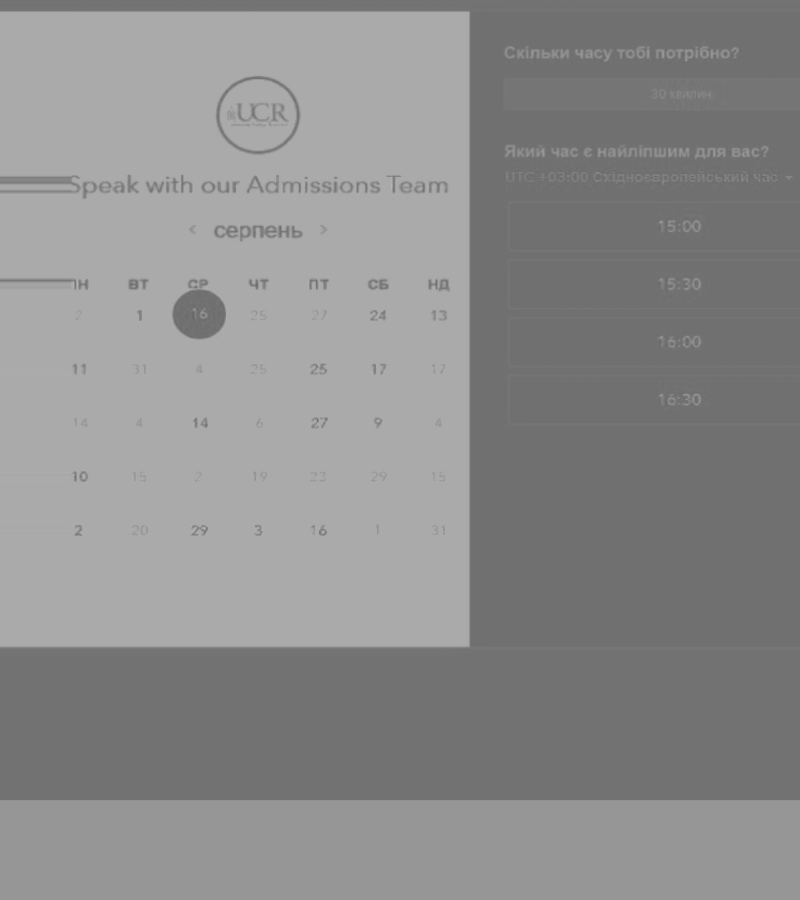 UCR
Speak with our Admissions Team
< серпень >
ІН ВТ СР ЧТ ПТ СБ НД
2 1 16 25 27 24 13
11 31 4 25 25 17 17
14 4 14 6 27 9 4
10 15 2 19 23 29 15
2 20 29 3 16 1 31
Скільки часу тобі потрібно?
30 хвилин
Який час є найліпшим для вас?
UTC +03:00 Східноєвропейський час
15:00
15:30
16:00
16:30